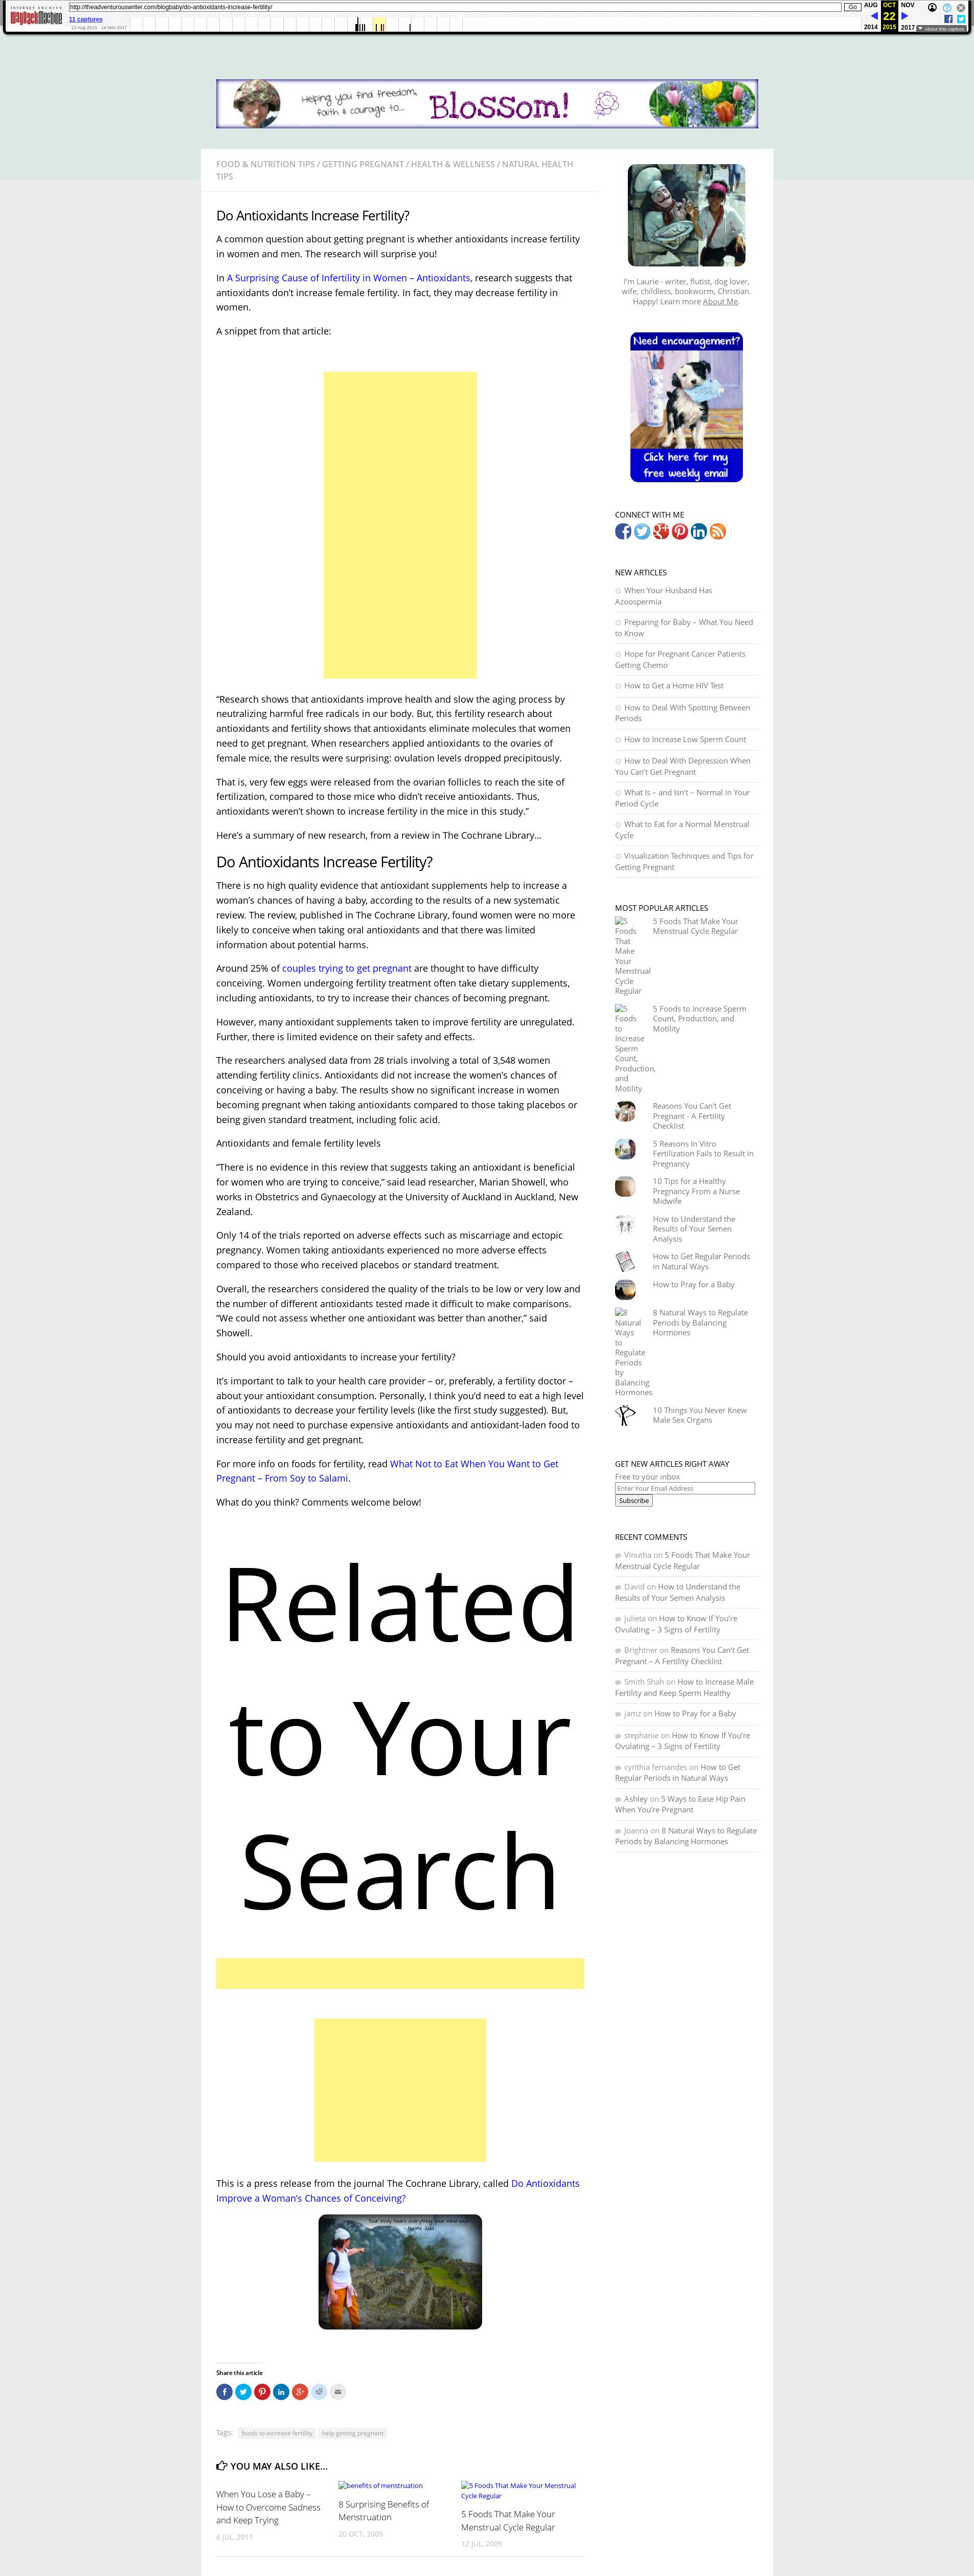 INTERNET ARCHIVE
WayBackMachine
http://theadventurouswriter.com/blogbaby/do-antioxidants-increase-fertility/
Go
11 captures
13 Aug 2013 - 14 Nov 2017
AUG OCT NOV
22
2014 2015 2017
About this capture
Helping you find freedom,
faith & courage to....
Blossom!
FOOD & NUTRITION TIPS / GETTING PREGNANT / HEALTH & WELLNESS / NATURAL HEALTH
TIPS
Do Antioxidants Increase Fertility?
A common question about getting pregnant is whether antioxidants increase fertility
in women and men. The research will surprise you!
In A Surprising Cause of Infertility in Women – Antioxidants, research suggests that
antioxidants don’t increase female fertility. In fact, they may decrease fertility in
women.
A snippet from that article:
“Research shows that antioxidants improve health and slow the aging process by
neutralizing harmful free radicals in our body. But, this fertility research about
antioxidants and fertility shows that antioxidants eliminate molecules that women
need to get pregnant. When researchers applied antioxidants to the ovaries of
female mice, the results were surprising: ovulation levels dropped precipitously.
That is, very few eggs were released from the ovarian follicles to reach the site of
fertilization, compared to those mice who didn’t receive antioxidants. Thus,
antioxidants weren’t shown to increase fertility in the mice in this study.”
Here’s a summary of new research, from a review in The Cochrane Library…
Do Antioxidants Increase Fertility?
There is no high quality evidence that antioxidant supplements help to increase a
woman’s chances of having a baby, according to the results of a new systematic
review. The review, published in The Cochrane Library, found women were no more
likely to conceive when taking oral antioxidants and that there was limited
information about potential harms.
Around 25% of couples trying to get pregnant are thought to have difficulty
conceiving. Women undergoing fertility treatment often take dietary supplements,
including antioxidants, to try to increase their chances of becoming pregnant.
However, many antioxidant supplements taken to improve fertility are unregulated.
Further, there is limited evidence on their safety and effects.
The researchers analysed data from 28 trials involving a total of 3,548 women
attending fertility clinics. Antioxidants did not increase the women’s chances of
conceiving or having a baby. The results show no significant increase in women
becoming pregnant when taking antioxidants compared to those taking placebos or
being given standard treatment, including folic acid.
Antioxidants and female fertility levels
“There is no evidence in this review that suggests taking an antioxidant is beneficial
for women who are trying to conceive,” said lead researcher, Marian Showell, who
works in Obstetrics and Gynaecology at the University of Auckland in Auckland, New
Zealand.
Only 14 of the trials reported on adverse effects such as miscarriage and ectopic
pregnancy. Women taking antioxidants experienced no more adverse effects
compared to those who received placebos or standard treatment.
Overall, the researchers considered the quality of the trials to be low or very low and
the number of different antioxidants tested made it difficult to make comparisons.
“We could not assess whether one antioxidant was better than another,” said
Showell.
Should you avoid antioxidants to increase your fertility?
It’s important to talk to your health care provider – or, preferably, a fertility doctor –
about your antioxidant consumption. Personally, I think you’d need to eat a high level
of antioxidants to decrease your fertility levels (like the first study suggested). But,
you may not need to purchase expensive antioxidants and antioxidant-laden food to
increase fertility and get pregnant.
For more info on foods for fertility, read What Not to Eat When You Want to Get
Pregnant – From Soy to Salami.
What do you think? Comments welcome below!
Related
to Your
Search
This is a press release from the journal The Cochrane Library, called Do Antioxidants
Improve a Woman’s Chances of Conceiving?
Your body hears everything your mind says.
- Naomi Judd
Share this article
Tags: foods to increase fertility help getting pregnant
YOU MAY ALSO LIKE...
When You Lose a Baby –
How to Overcome Sadness
and Keep Trying
6 JUL, 2011
benefits of menstruation
8 Surprising Benefits of
Menstruation
20 OCT, 2009
5 Foods That Make Your Menstrual
Cycle Regular
5 Foods That Make Your
Menstrual Cycle Regular
12 JUL, 2009
I'm Laurie - writer, flutist, dog lover,
wife, childless, bookworm, Christian.
Happy! Learn more About Me.
Need encouragement?
Click here for my
free weekly email
CONNECT WITH ME
NEW ARTICLES
When Your Husband Has
Azoospermia
Preparing for Baby – What You Need
to Know
Hope for Pregnant Cancer Patients
Getting Chemo
How to Get a Home HIV Test
How to Deal With Spotting Between
Periods
How to Increase Low Sperm Count
How to Deal With Depression When
You Can’t Get Pregnant
What Is – and Isn’t – Normal in Your
Period Cycle
What to Eat for a Normal Menstrual
Cycle
Visualization Techniques and Tips for
Getting Pregnant
MOST POPULAR ARTICLES
5
Foods
That
Make
Your
Menstrual
Cycle
Regular
5 Foods That Make Your
Menstrual Cycle Regular
5
Foods
to
Increase
Sperm
Count,
Production,
and
Motility
5 Foods to Increase Sperm
Count, Production, and
Motility
Reasons You Can't Get
Pregnant - A Fertility
Checklist
5 Reasons In Vitro
Fertilization Fails to Result in
Pregnancy
10 Tips for a Healthy
Pregnancy From a Nurse
Midwife
How to Understand the
Results of Your Semen
Analysis
How to Get Regular Periods
in Natural Ways
How to Pray for a Baby
8
Natural
Ways
to
Regulate
Periods
by
Balancing
Hormones
8 Natural Ways to Regulate
Periods by Balancing
Hormones
10 Things You Never Knew
Male Sex Organs
GET NEW ARTICLES RIGHT AWAY
Free to your inbox
Enter Your Email Address
Subscribe
RECENT COMMENTS
Vinutha on 5 Foods That Make Your
Menstrual Cycle Regular
David on How to Understand the
Results of Your Semen Analysis
julieta on How to Know If You’re
Ovulating – 3 Signs of Fertility
Brightner on Reasons You Can’t Get
Pregnant – A Fertility Checklist
Smith Shah on How to Increase Male
Fertility and Keep Sperm Healthy
jamz on How to Pray for a Baby
stephanie on How to Know If You’re
Ovulating – 3 Signs of Fertility
cynthia fernandes on How to Get
Regular Periods in Natural Ways
Ashley on 5 Ways to Ease Hip Pain
When You’re Pregnant
Joanna on 8 Natural Ways to Regulate
Periods by Balancing Hormones